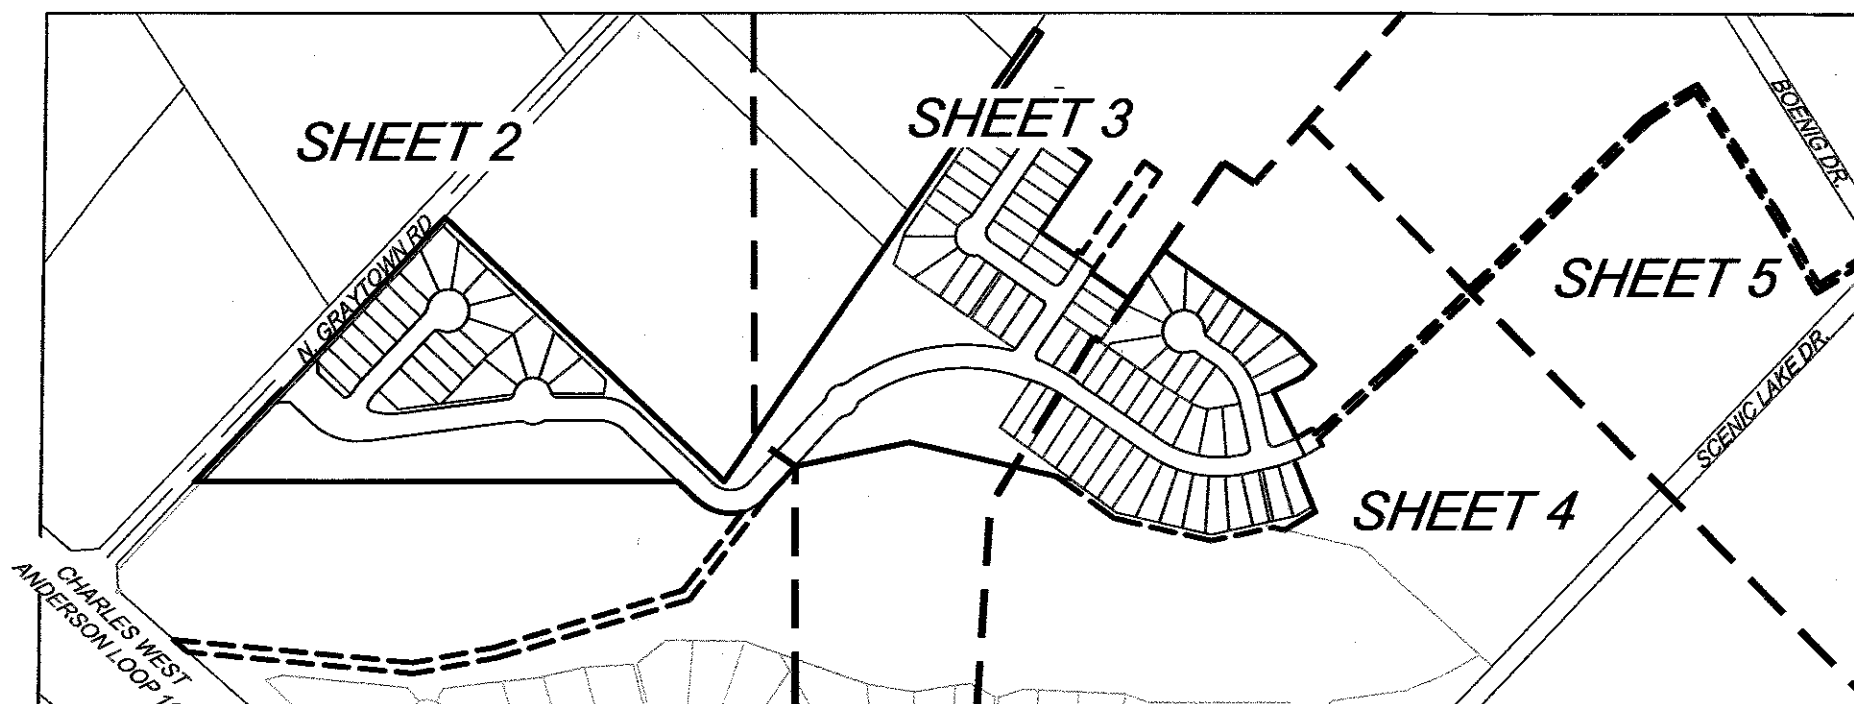 SHEET 2
SHEET 3
BOENIG DR.
N. GRAYTOWN RD
SHEET 5
SCENIC LAKE DR.
SHEET 4
CHARLES WEST
ANDERSON LOOP